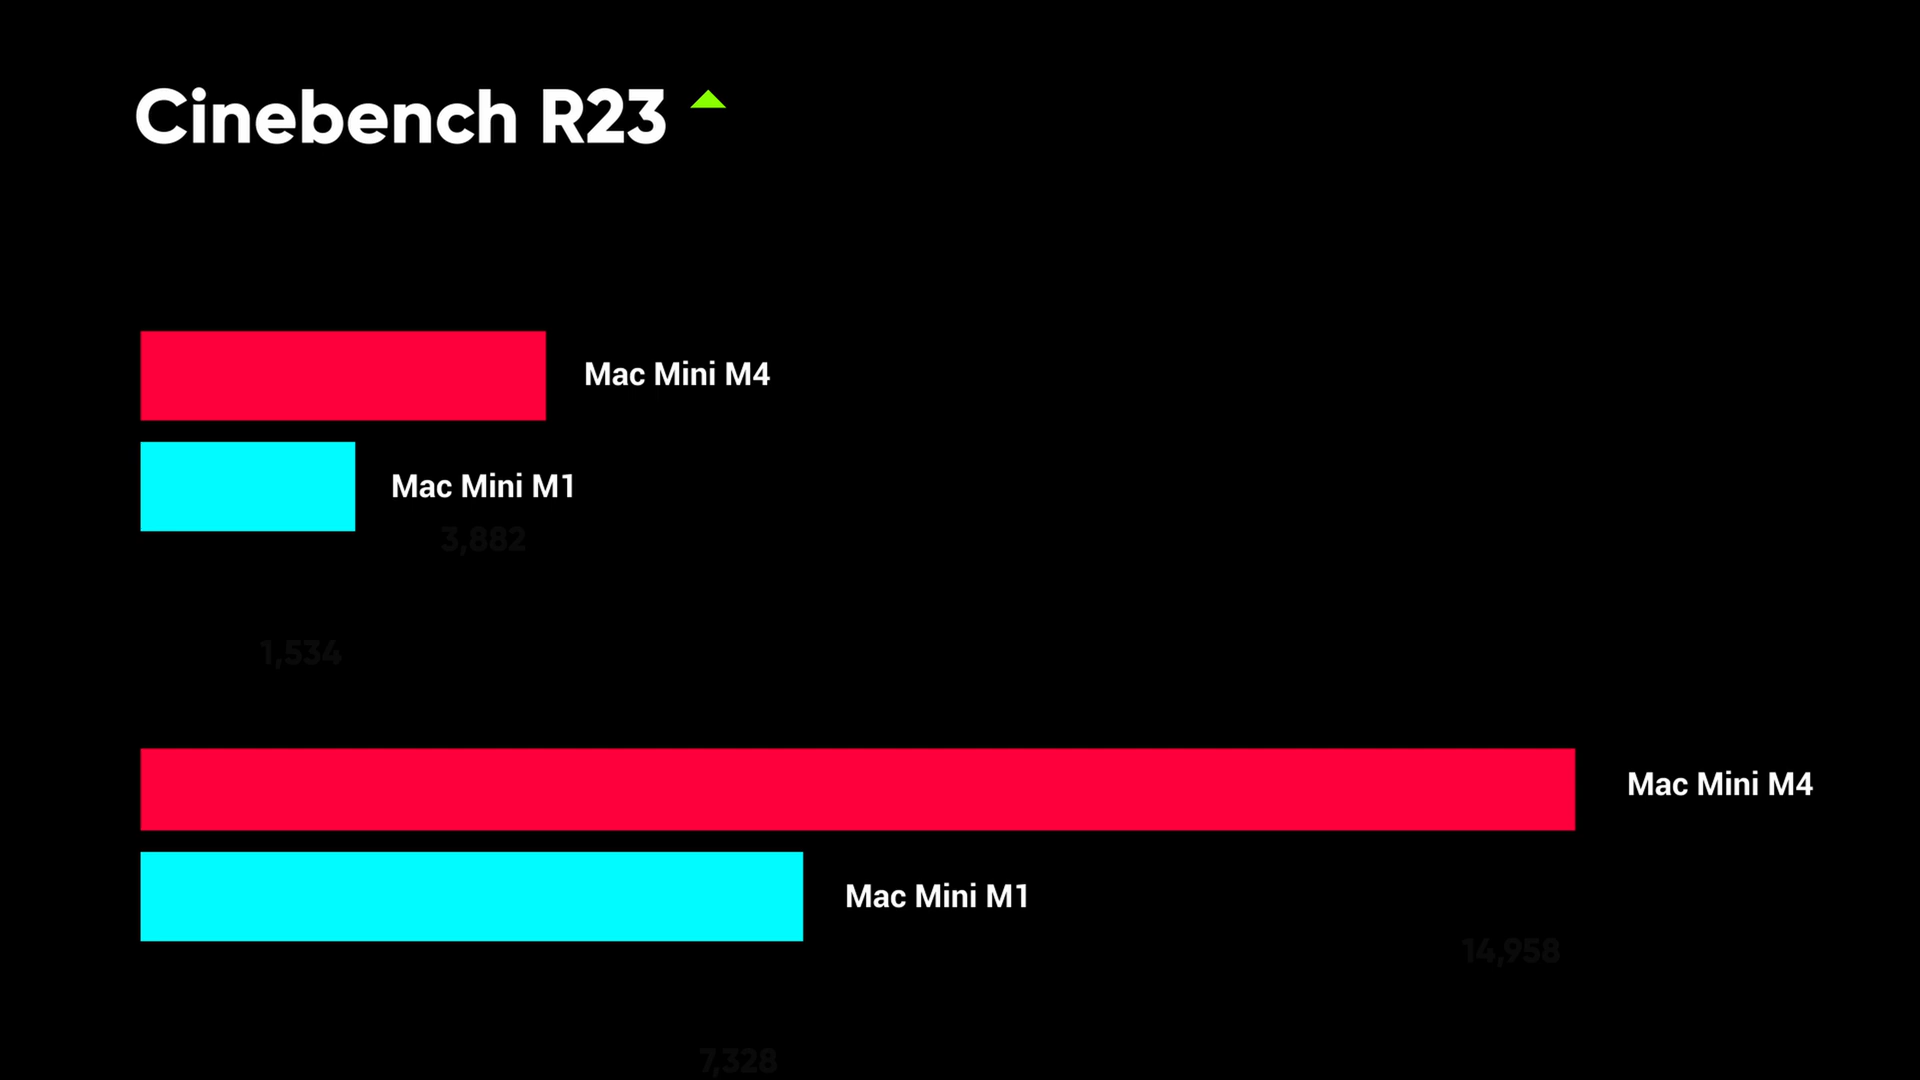 Cinebench R23
Mac Mini M4
Mac Mini M1
3,882
1,534
Mac Mini M4
Mac Mini M1
14,958
7,328